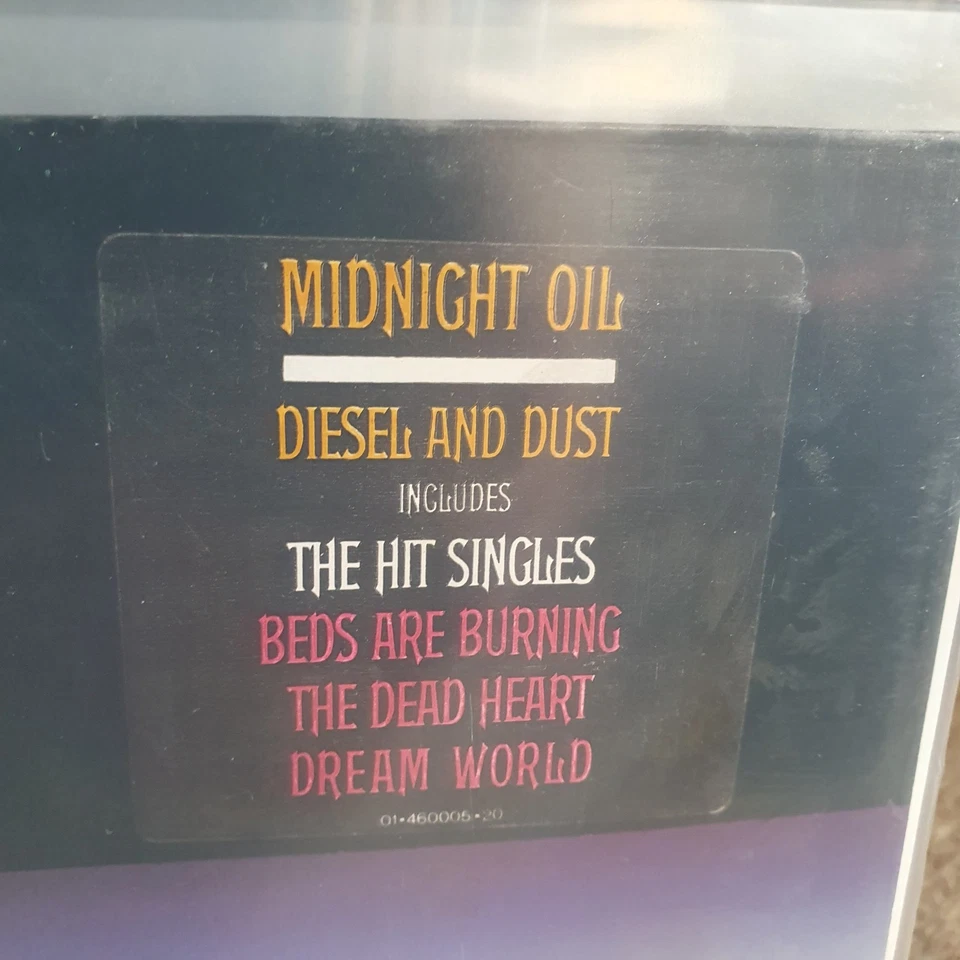 MIDNIGHT OIL
DIESEL AND DUST
INCLUDES
THE HIT SINGLES
BEDS ARE BURNING
THE DEAD HEART
DREAM WORLD
01•460005•20